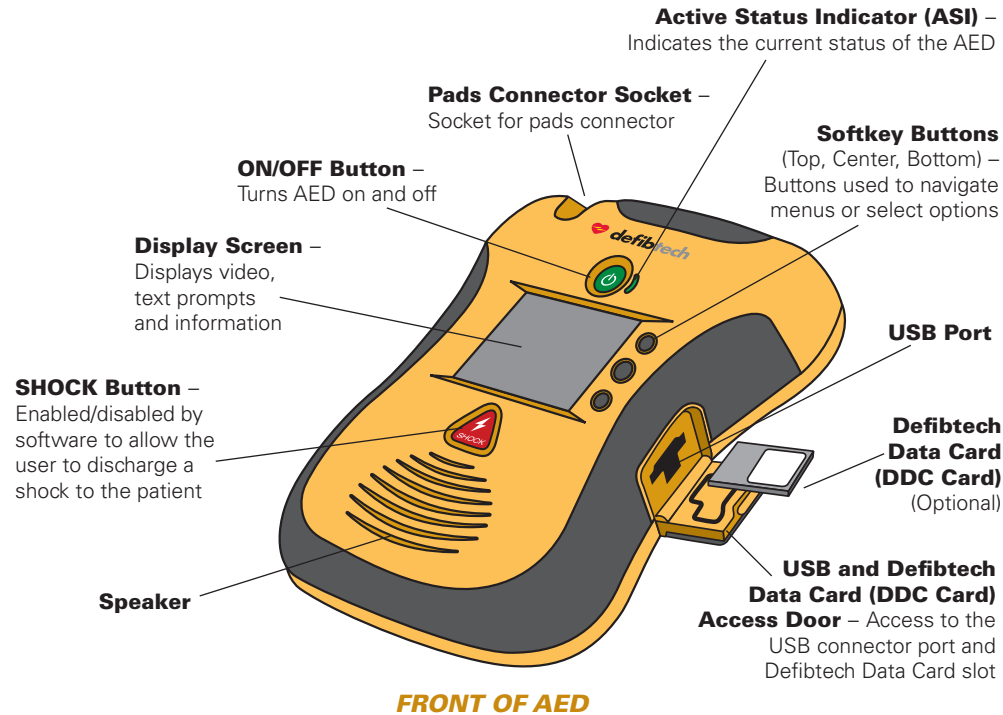 Active Status Indicator (ASI) –
Indicates the current status of the AED
Pads Connector Socket –
Socket for pads connector
Softkey Buttons
(Top, Center, Bottom) –
Buttons used to navigate
menus or select options
ON/OFF Button –
Turns AED on and off
Display Screen –
Displays video,
text prompts
and information
defibtech
USB Port
SHOCK Button –
Enabled/disabled by
software to allow the
user to discharge a
shock to the patient
SHOCK
Defibtech
Data Card
(DDC Card)
(Optional)
Speaker
USB and Defibtech
Data Card (DDC Card)
Access Door – Access to the
USB connector port and
Defibtech Data Card slot
FRONT OF AED